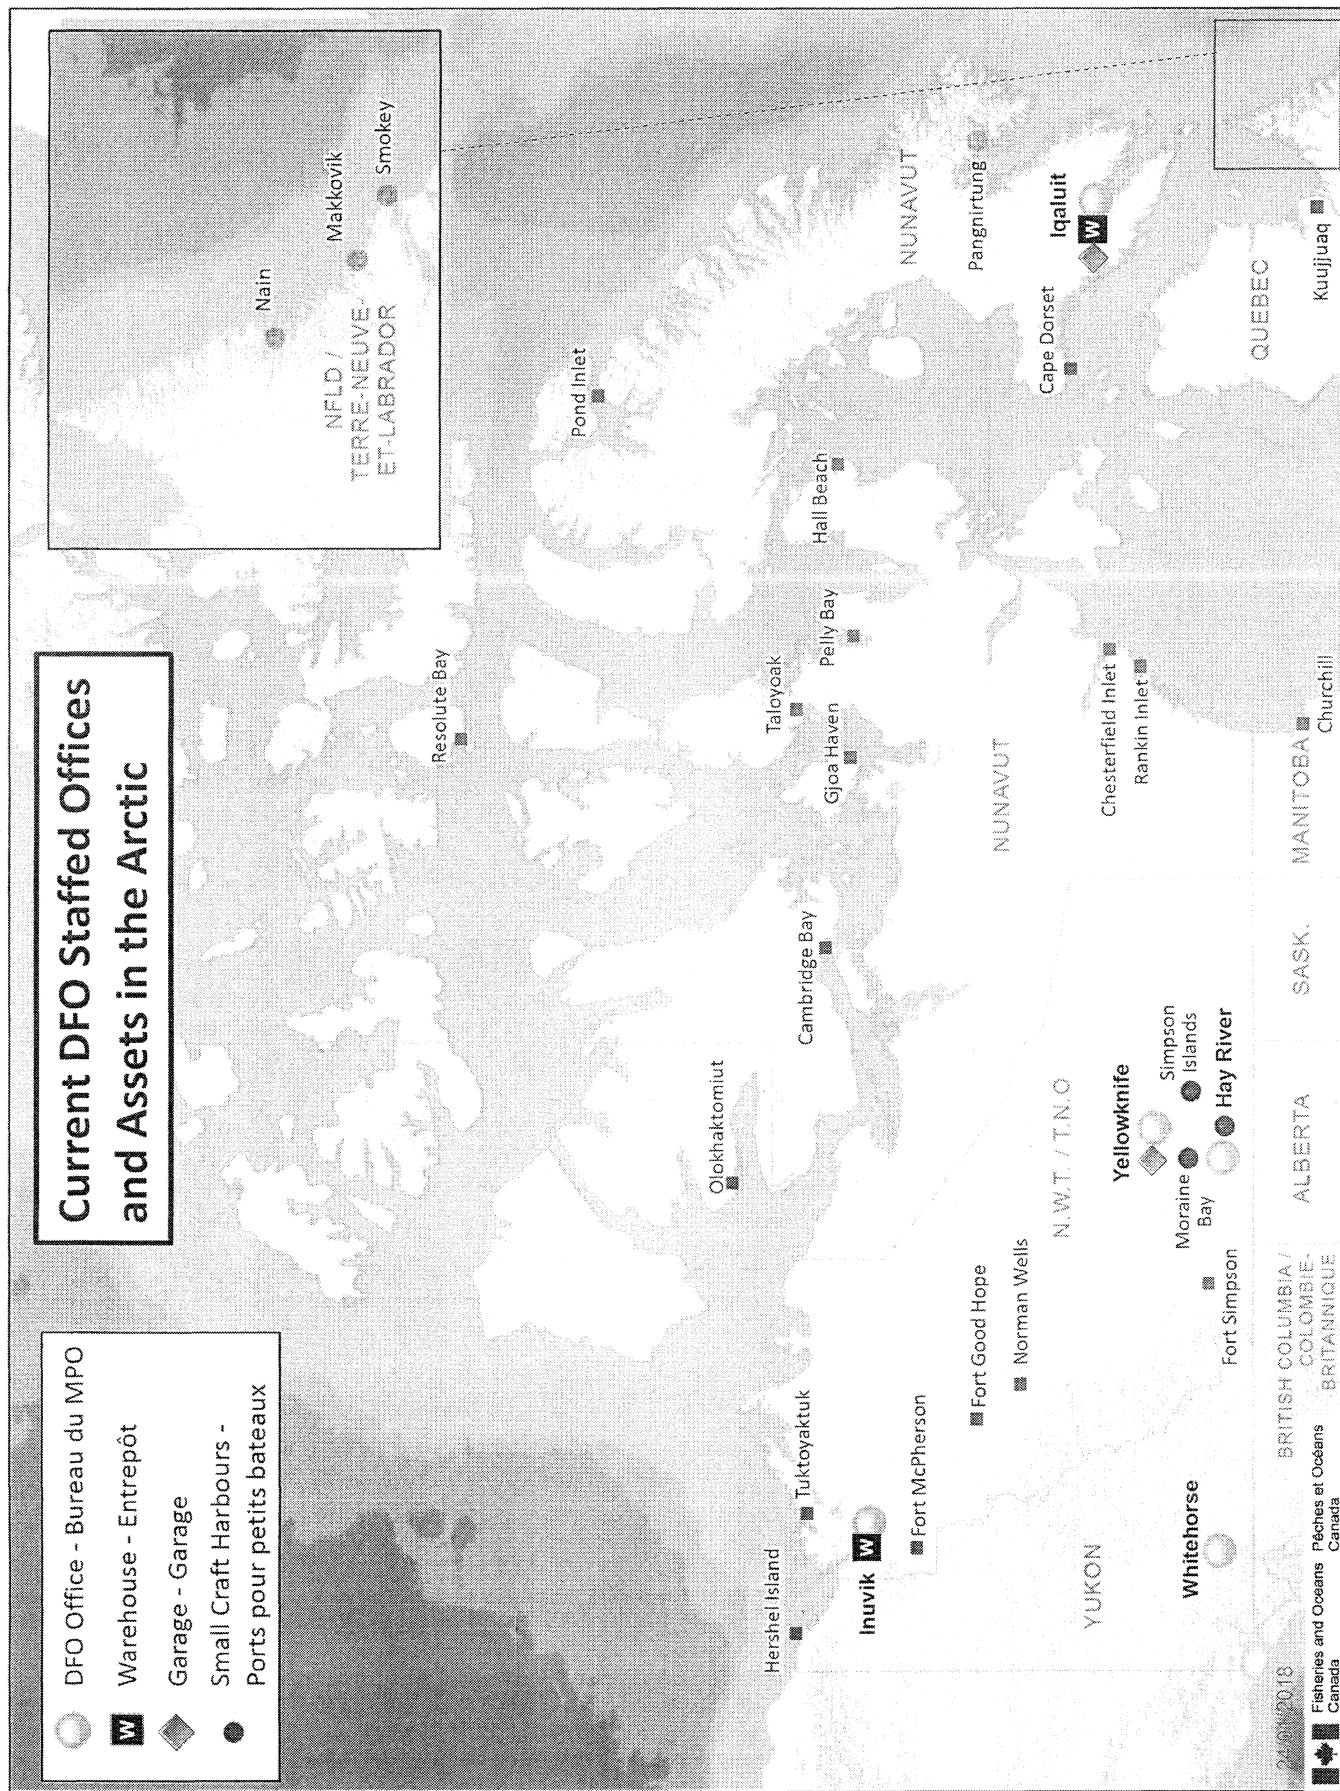 Current DFO Staffed Offices
and Assets in the Arctic
DFO Office - Bureau du MPO
Warehouse - Entrepôt
W
Garage - Garage
Small Craft Harbours -
Ports pour petits bateaux
Nain
Makkovik
Smokey
NFLD /
TERRE-NEUVE-
ET-LABRADOR
Resolute Bay
Pond Inlet
Olokhaktomiut
Hershel Island
Tuktoyaktuk
Cambridge Bay
Taloyoak
Gjoa Haven
Pelly Bay
Hall Beach
NUNAVUT
Inuvik
W
Fort McPherson
Fort Good Hope
Norman Wells
Pangnirtung
NUNAVUT
Cape Dorset
Iqaluit
W
YUKON
N.W.T. / T.N.O
Yellowknife
Simpson
Islands
Moraine
Bay
Hay River
Fort Simpson
Whitehorse
Chesterfield Inlet
Rankin Inlet
QUEBEC
Kuujjuaq
BRITISH COLUMBIA /
COLOMBIE-
BRITANNIQUE
ALBERTA
SASK.
MANITOBA
Churchill
Fisheries and Oceans
Canada
Pêches et Océans
Canada